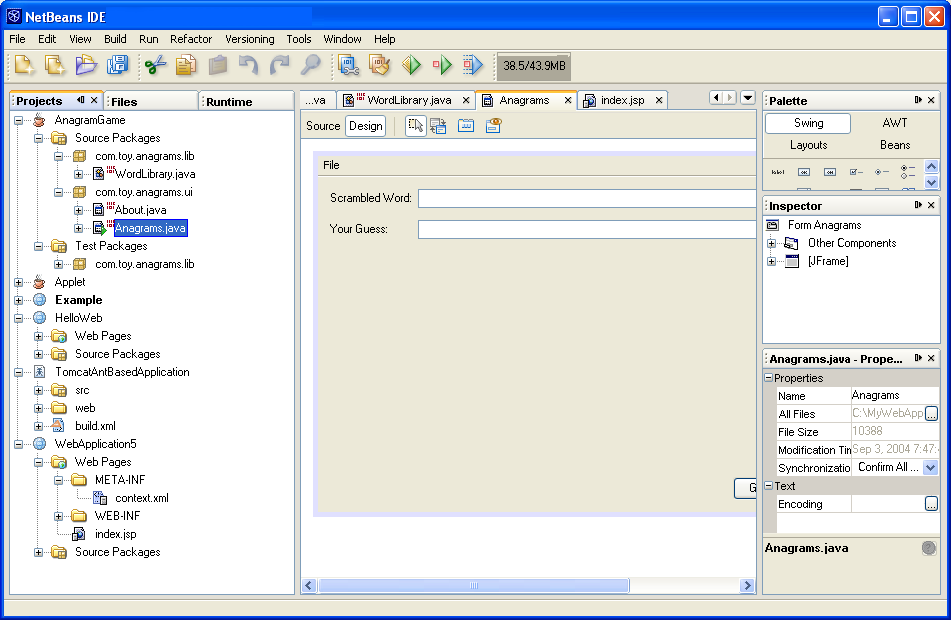 NetBeans IDE
File Edit View Build Run Refactor Versioning Tools Window Help
38.5/43.9MB
Projects
Files
Runtime
AnagramGame
Source Packages
com.toy.anagrams.lib
WordLibrary.java
com.toy.anagrams.ui
About.java
Anagrams.java
Test Packages
com.toy.anagrams.lib
Applet
Example
HelloWeb
Web Pages
Source Packages
TomcatAntBasedApplication
src
web
build.xml
WebApplication5
Web Pages
META-INF
context.xml
WEB-INF
index.jsp
Source Packages
...va
WordLibrary.java
Anagrams
index.jsp
Source Design
File
Scrambled Word:
Your Guess:
G
Palette
Swing AWT
Layouts Beans
label
Inspector
Form Anagrams
Other Components
[JFrame]
Anagrams.java - Prope...
Properties
Name Anagrams
All Files C:\MyWebApp ...
File Size 10388
Modification Tim Sep 3, 2004 7:47:
Synchronizatio Confirm All ...
Text
Encoding ...
Anagrams.java